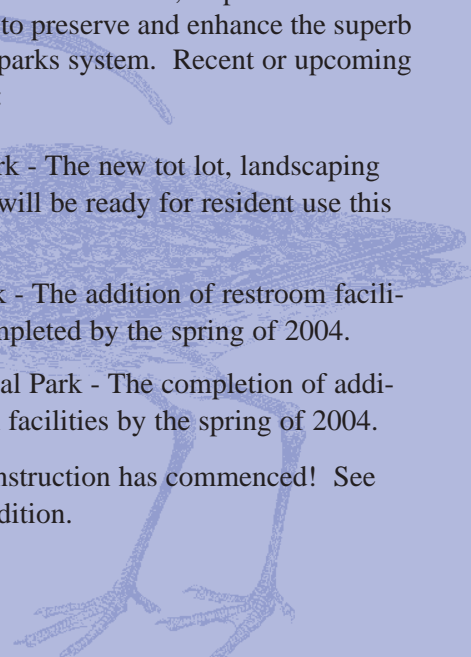 to preserve and enhance the superb
parks system. Recent or upcoming
rk - The new tot lot, landscaping
will be ready for resident use this
k - The addition of restroom facili-
mpleted by the spring of 2004.
al Park - The completion of addi-
facilities by the spring of 2004.
nstruction has commenced! See
dition.